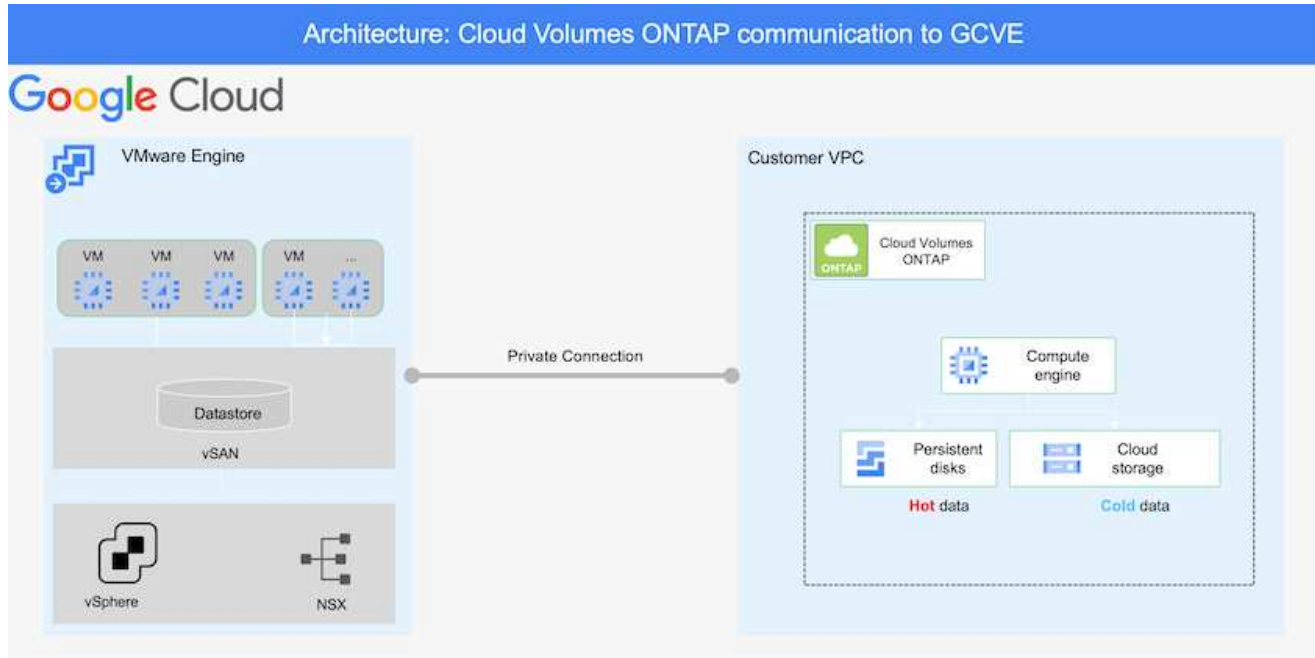 Architecture: Cloud Volumes ONTAP communication to GCVE
Google Cloud
VMware Engine
VM VM VM VM ...
Datastore
vSAN
vSphere
NSX
Private Connection
Customer VPC
ONTAP
Cloud Volumes
ONTAP
Compute
engine
Persistent
disks
Hot data
Cloud
storage
Cold data